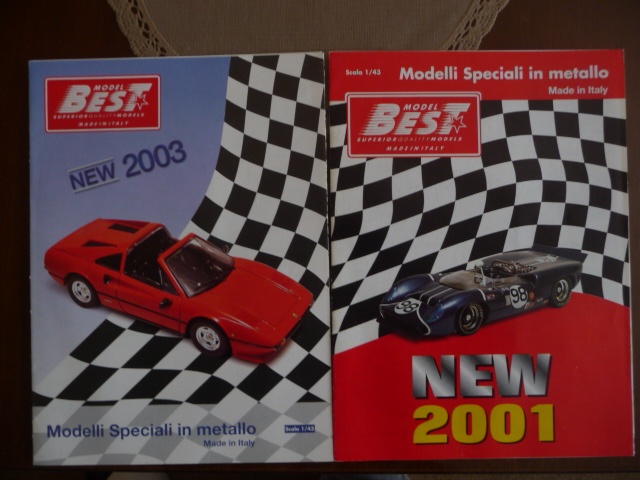 MODEL
BEST
SUPERIOR QUALITY MODELS
MADE IN ITALY
NEW 2003
Modelli Speciali in metallo
Made in Italy
Scala 1/43
Scala 1/43
Modelli Speciali in metallo
Made in Italy
MODEL
BEST
SUPERIOR QUALITY MODELS
MADE IN ITALY
98
98
NEW
2001